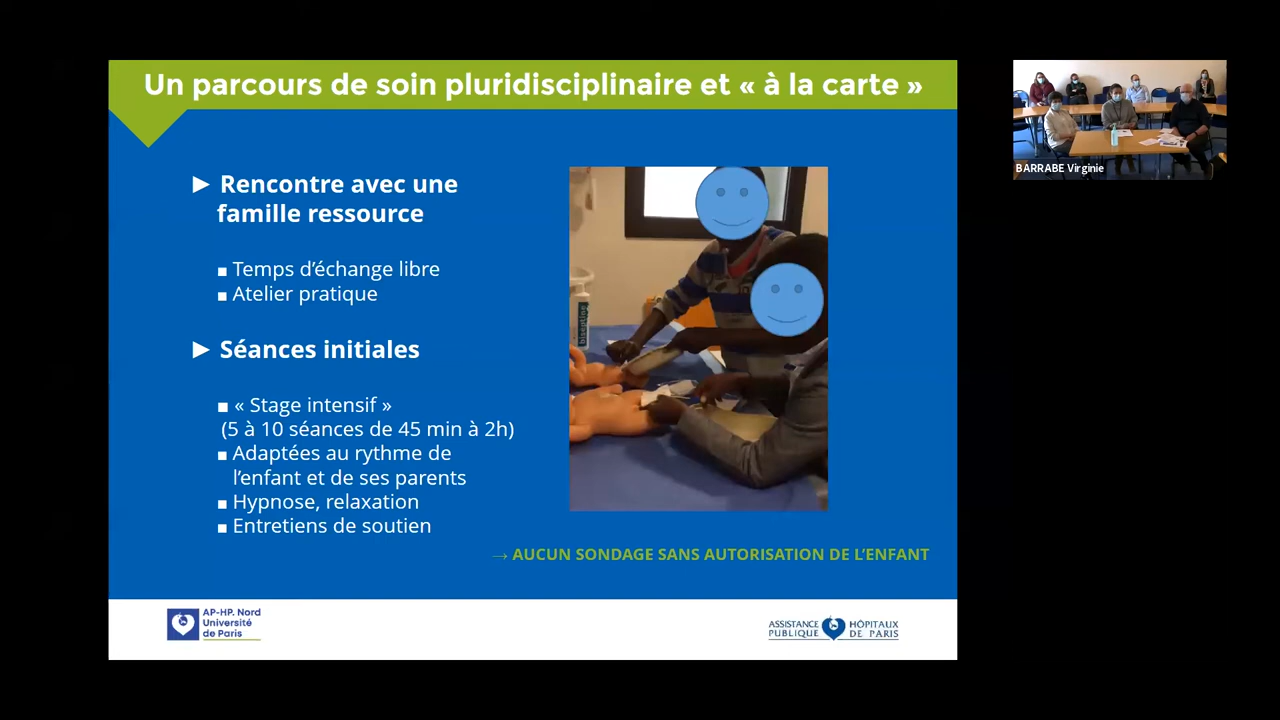 Un parcours de soin pluridisciplinaire et « à la carte »
► Rencontre avec une
famille ressource
■ Temps d’échange libre
■ Atelier pratique
► Séances initiales
■ « Stage intensif »
(5 à 10 séances de 45 min à 2h)
■ Adaptées au rythme de
l’enfant et de ses parents
■ Hypnose, relaxation
■ Entretiens de soutien
→ AUCUN SONDAGE SANS AUTORISATION DE L’ENFANT
biseptine
AP-HP. Nord
Université
de Paris
ASSISTANCE HÔPITAUX
PUBLIQUE DE PARIS
BARRABE Virginie